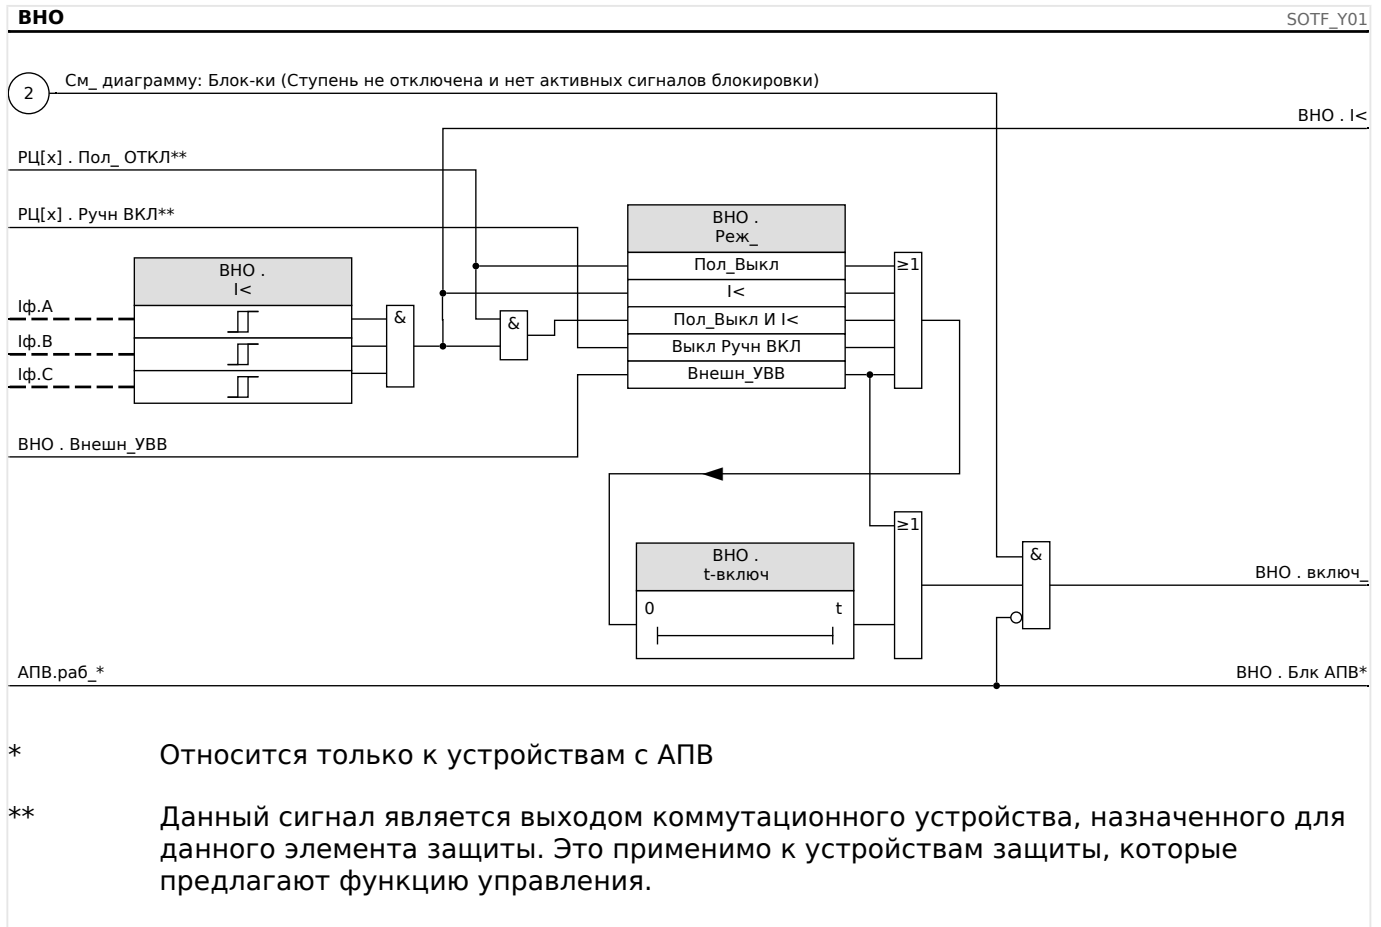 ВНО
SOTF_Y01
2
См_ диаграмму: Блок-ки (Ступень не отключена и нет активных сигналов блокировки)
ВНО . I<
РЦ[x] . Пол_ ОТКЛ**
РЦ[x] . Ручн ВКЛ**
ВНО .
Реж_
Пол_Выкл
≥1
ВНО .
I<
I<
Iф.A
&
&
Пол_Выкл И I<
Iф.B
Выкл Ручн ВКЛ
Iф.C
Внешн_УВВ
ВНО . Внешн_УВВ
≥1
ВНО .
t-включ
&
ВНО . включ_
0
t
АПВ.раб_*
ВНО . Блк АПВ*
* Относится только к устройствам с АПВ
** Данный сигнал является выходом коммутационного устройства, назначенного для
данного элемента защиты. Это применимо к устройствам защиты, которые
предлагают функцию управления.